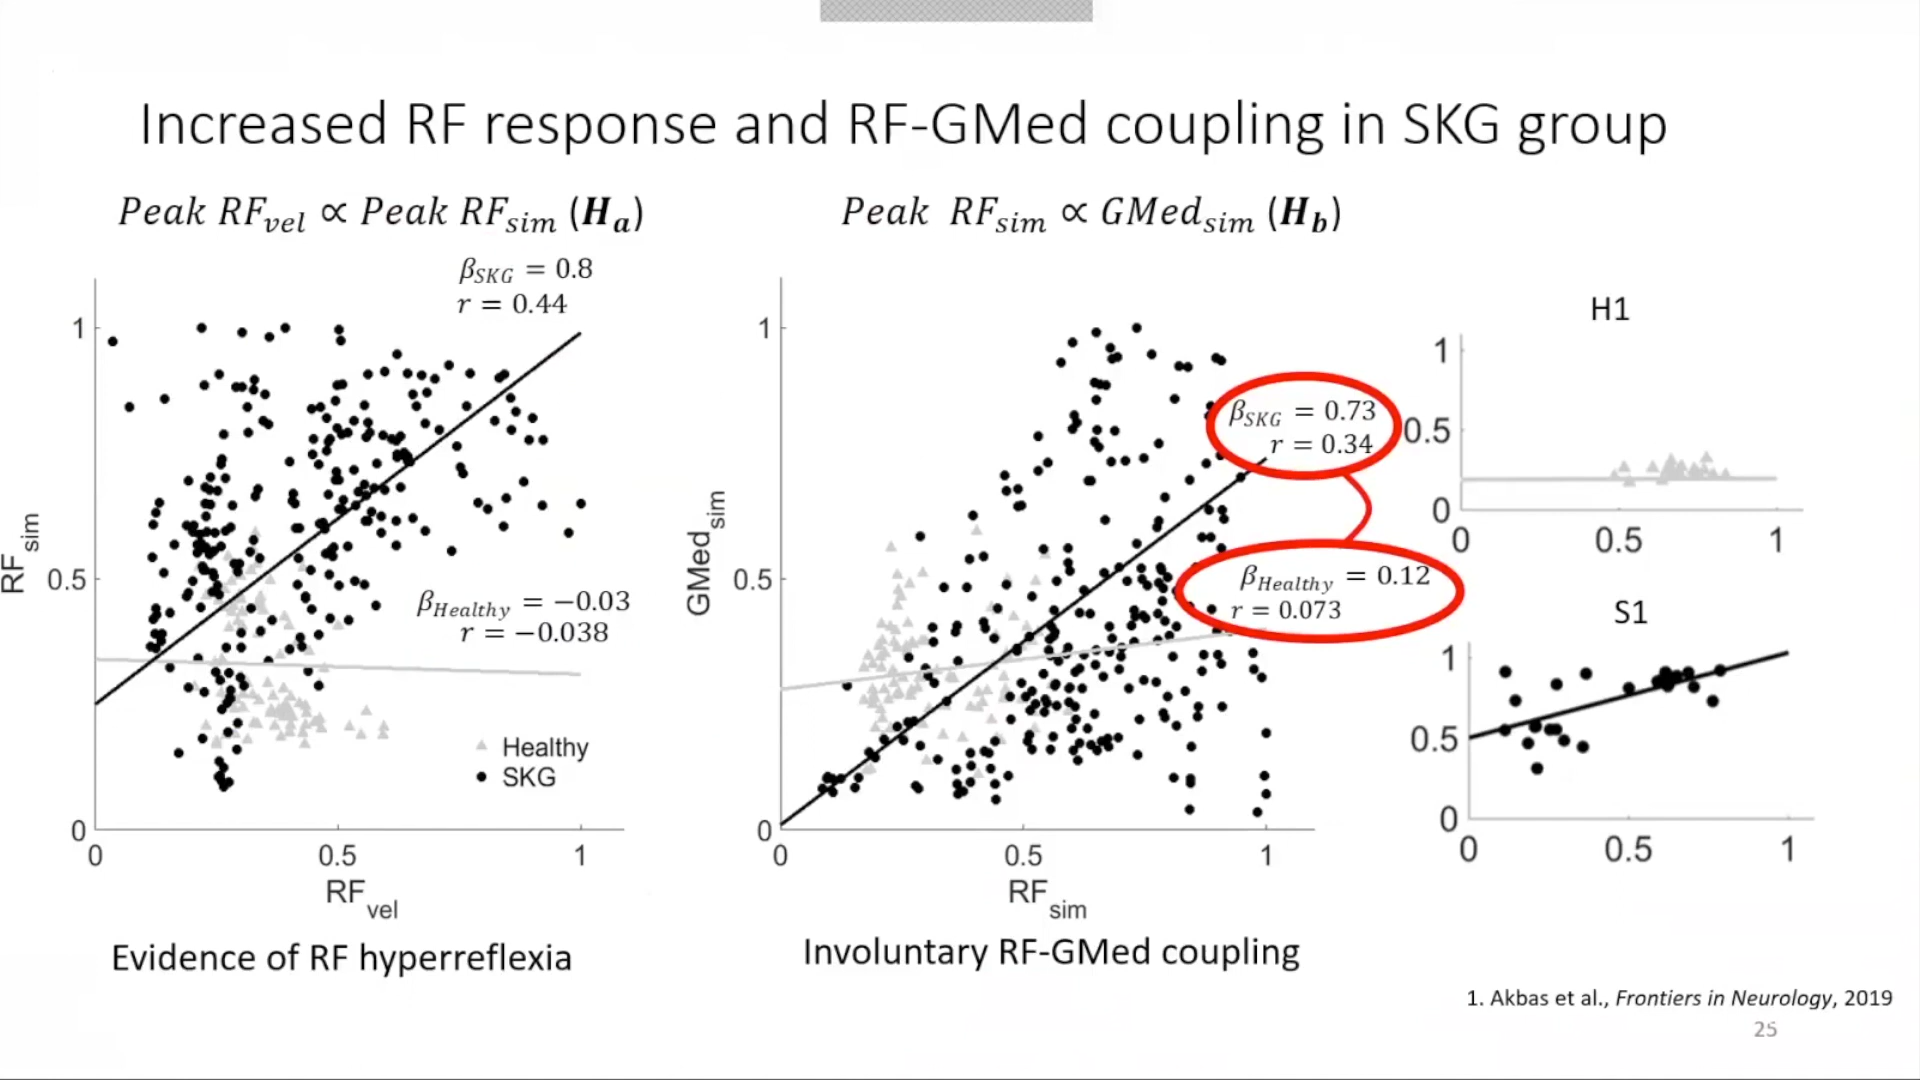 Increased RF response and RF-GMed coupling in SKG group
Peak RF_vel ∝ Peak RF_sim (H_a)
β_SKG = 0.8
r = 0.44
β_Healthy = −0.03
r = −0.038
Healthy
SKG
RF_sim
1
0.5
0
0
0.5
1
RF_vel
Evidence of RF hyperreflexia
Peak RF_sim ∝ GMed_sim (H_b)
β_SKG = 0.73
r = 0.34
β_Healthy = 0.12
r = 0.073
GMed_sim
1
0.5
0
0
0.5
1
RF_sim
Involuntary RF-GMed coupling
H1
1
0.5
0
0
0.5
1
S1
1
0.5
0
0
0.5
1
1. Akbas et al., Frontiers in Neurology, 2019
25